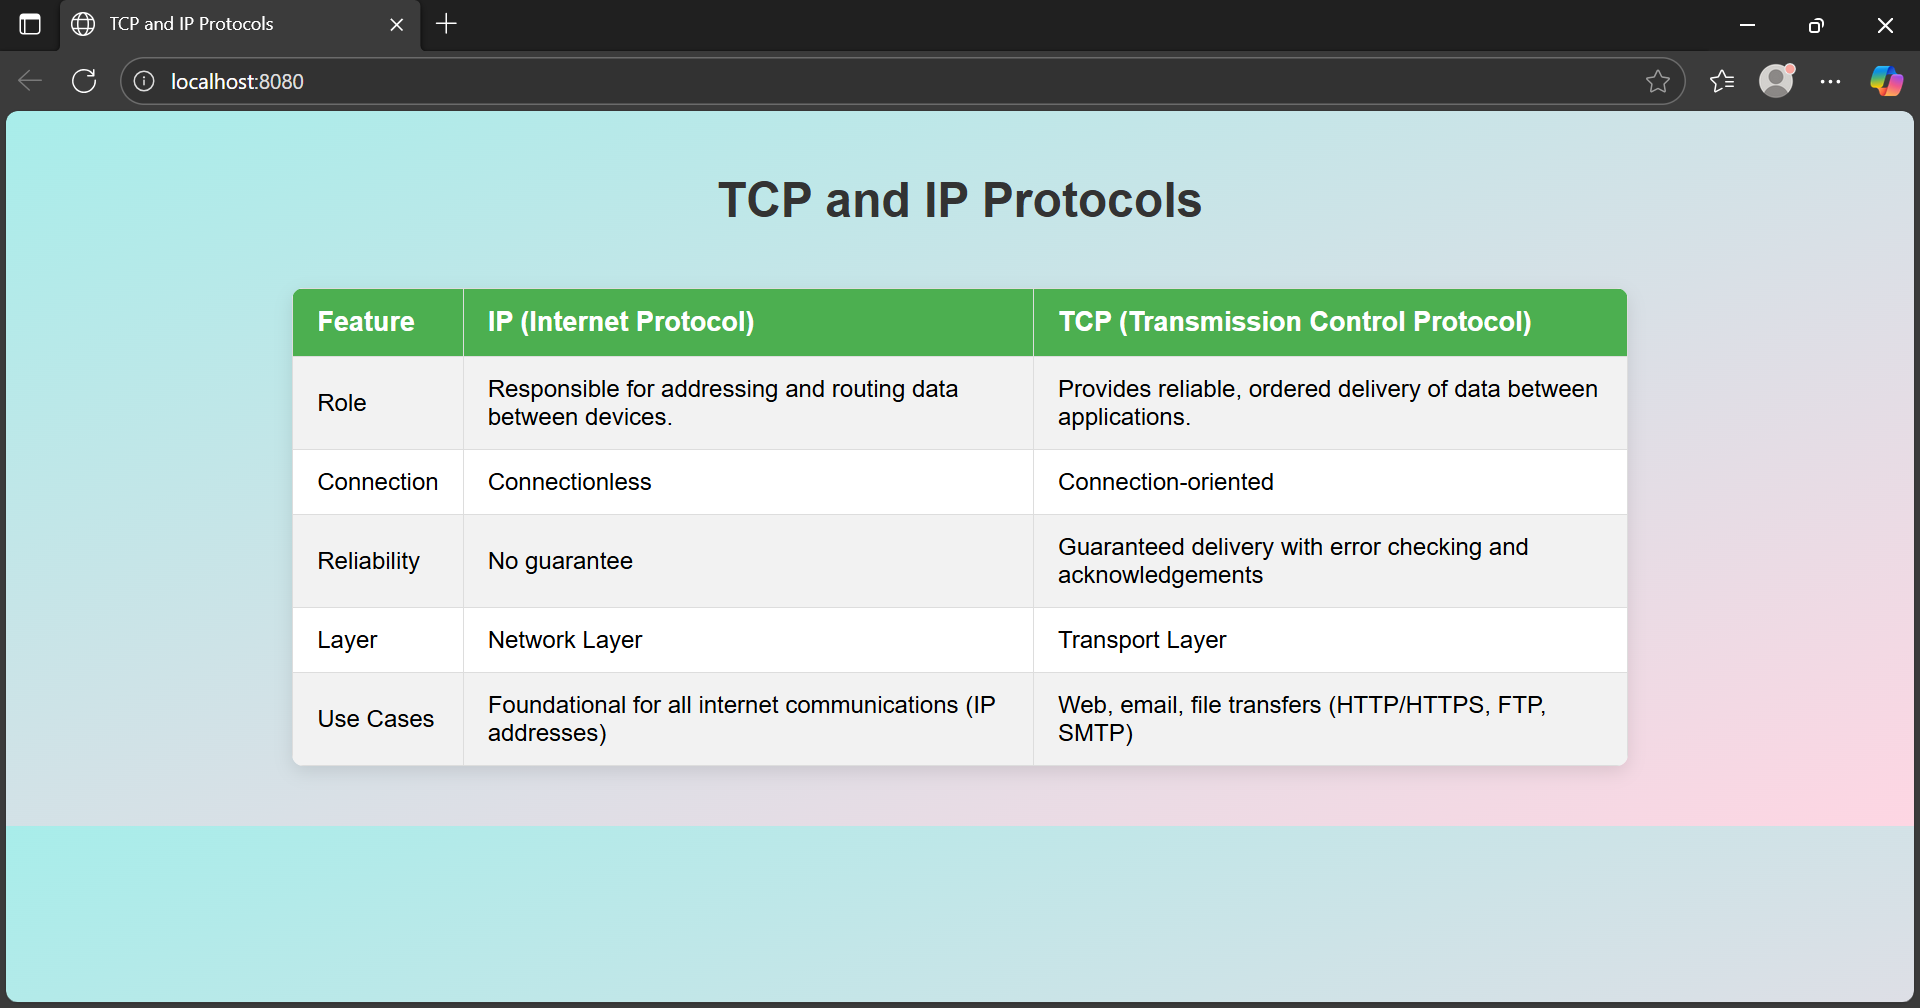 TCP and IP Protocols
localhost:8080
TCP and IP Protocols
Feature
IP (Internet Protocol)
TCP (Transmission Control Protocol)
Role
Responsible for addressing and routing data
between devices.
Provides reliable, ordered delivery of data between
applications.
Connection
Connectionless
Connection-oriented
Reliability
No guarantee
Guaranteed delivery with error checking and
acknowledgements
Layer
Network Layer
Transport Layer
Use Cases
Foundational for all internet communications (IP
addresses)
Web, email, file transfers (HTTP/HTTPS, FTP,
SMTP)